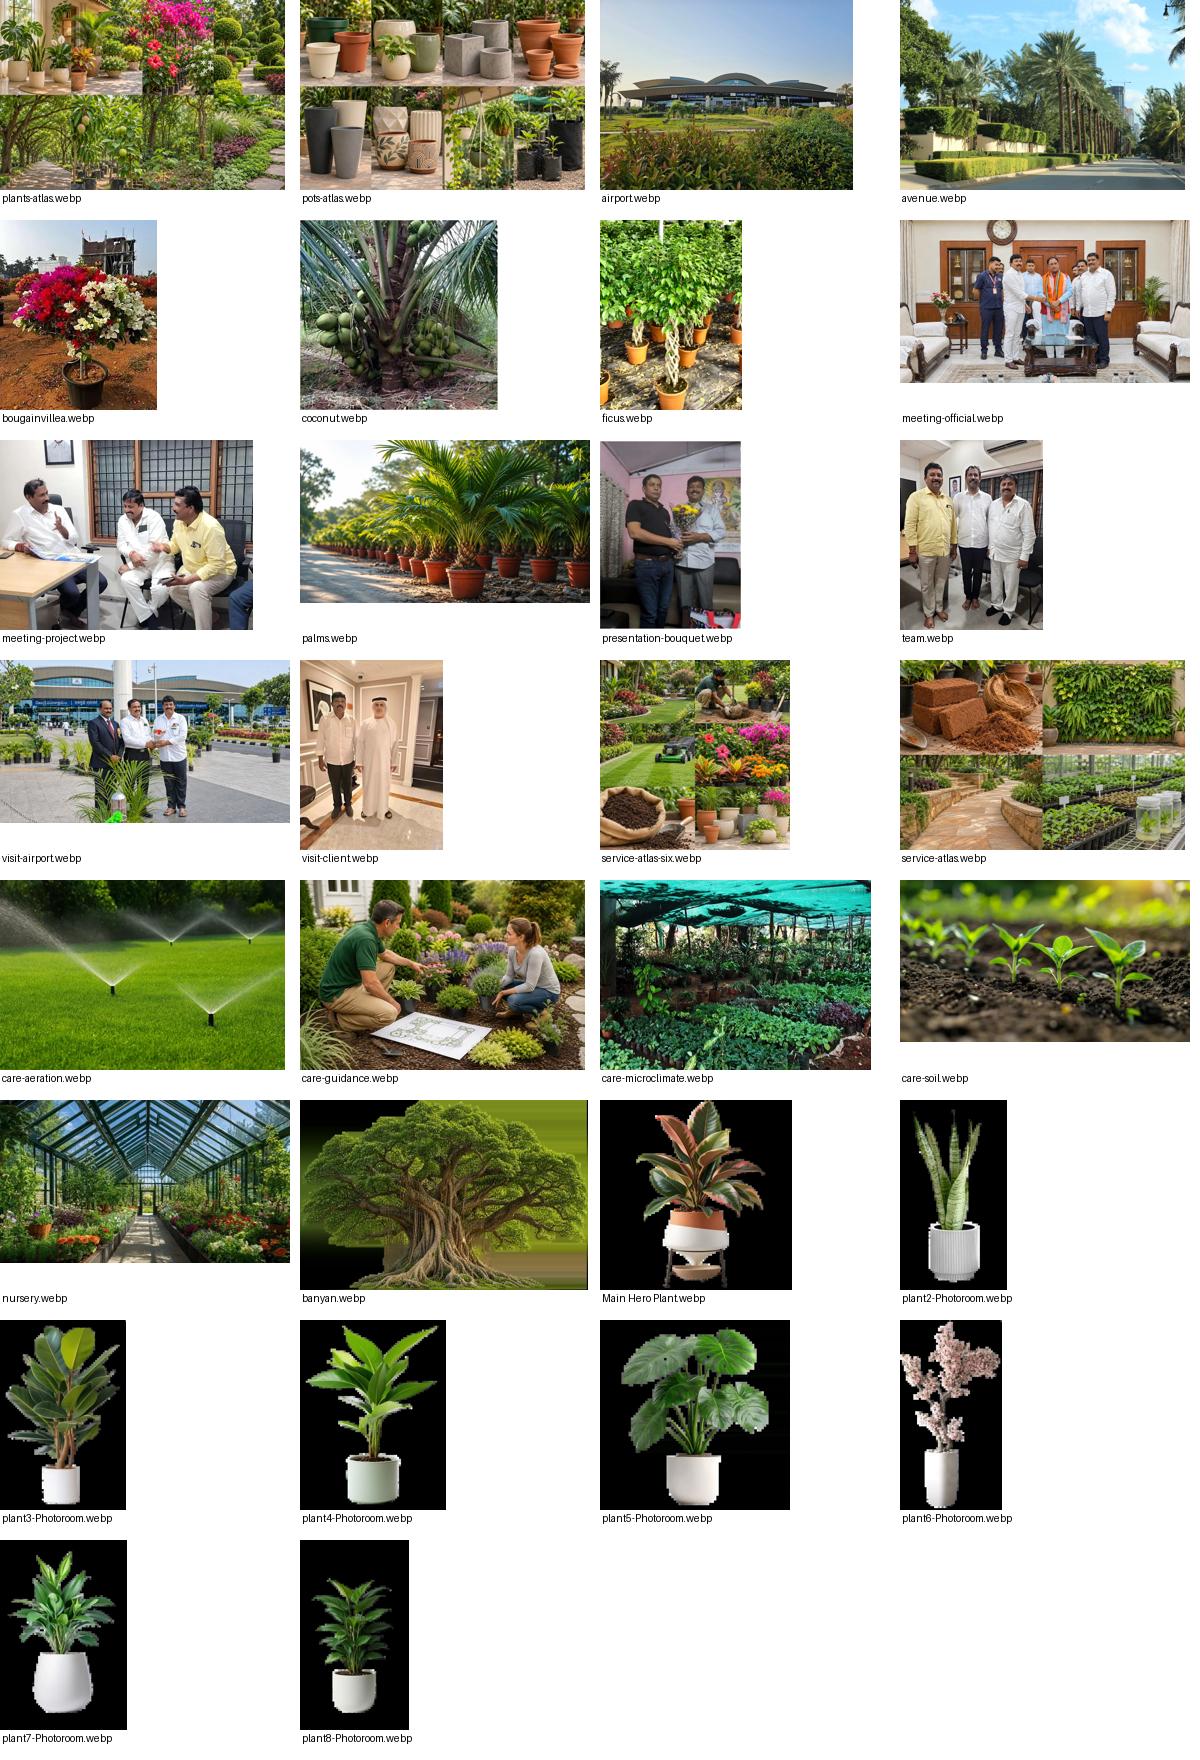 plants-atlas.webp
pots-atlas.webp
airport.webp
avenue.webp
bougainvillea.webp
coconut.webp
ficus.webp
meeting-official.webp
meeting-project.webp
palms.webp
presentation-bouquet.webp
team.webp
visit-airport.webp
visit-client.webp
service-atlas-six.webp
service-atlas.webp
care-aeration.webp
care-guidance.webp
care-microclimate.webp
care-soil.webp
nursery.webp
banyan.webp
Main Hero Plant.webp
plant2-Photoroom.webp
plant3-Photoroom.webp
plant4-Photoroom.webp
plant5-Photoroom.webp
plant6-Photoroom.webp
plant7-Photoroom.webp
plant8-Photoroom.webp